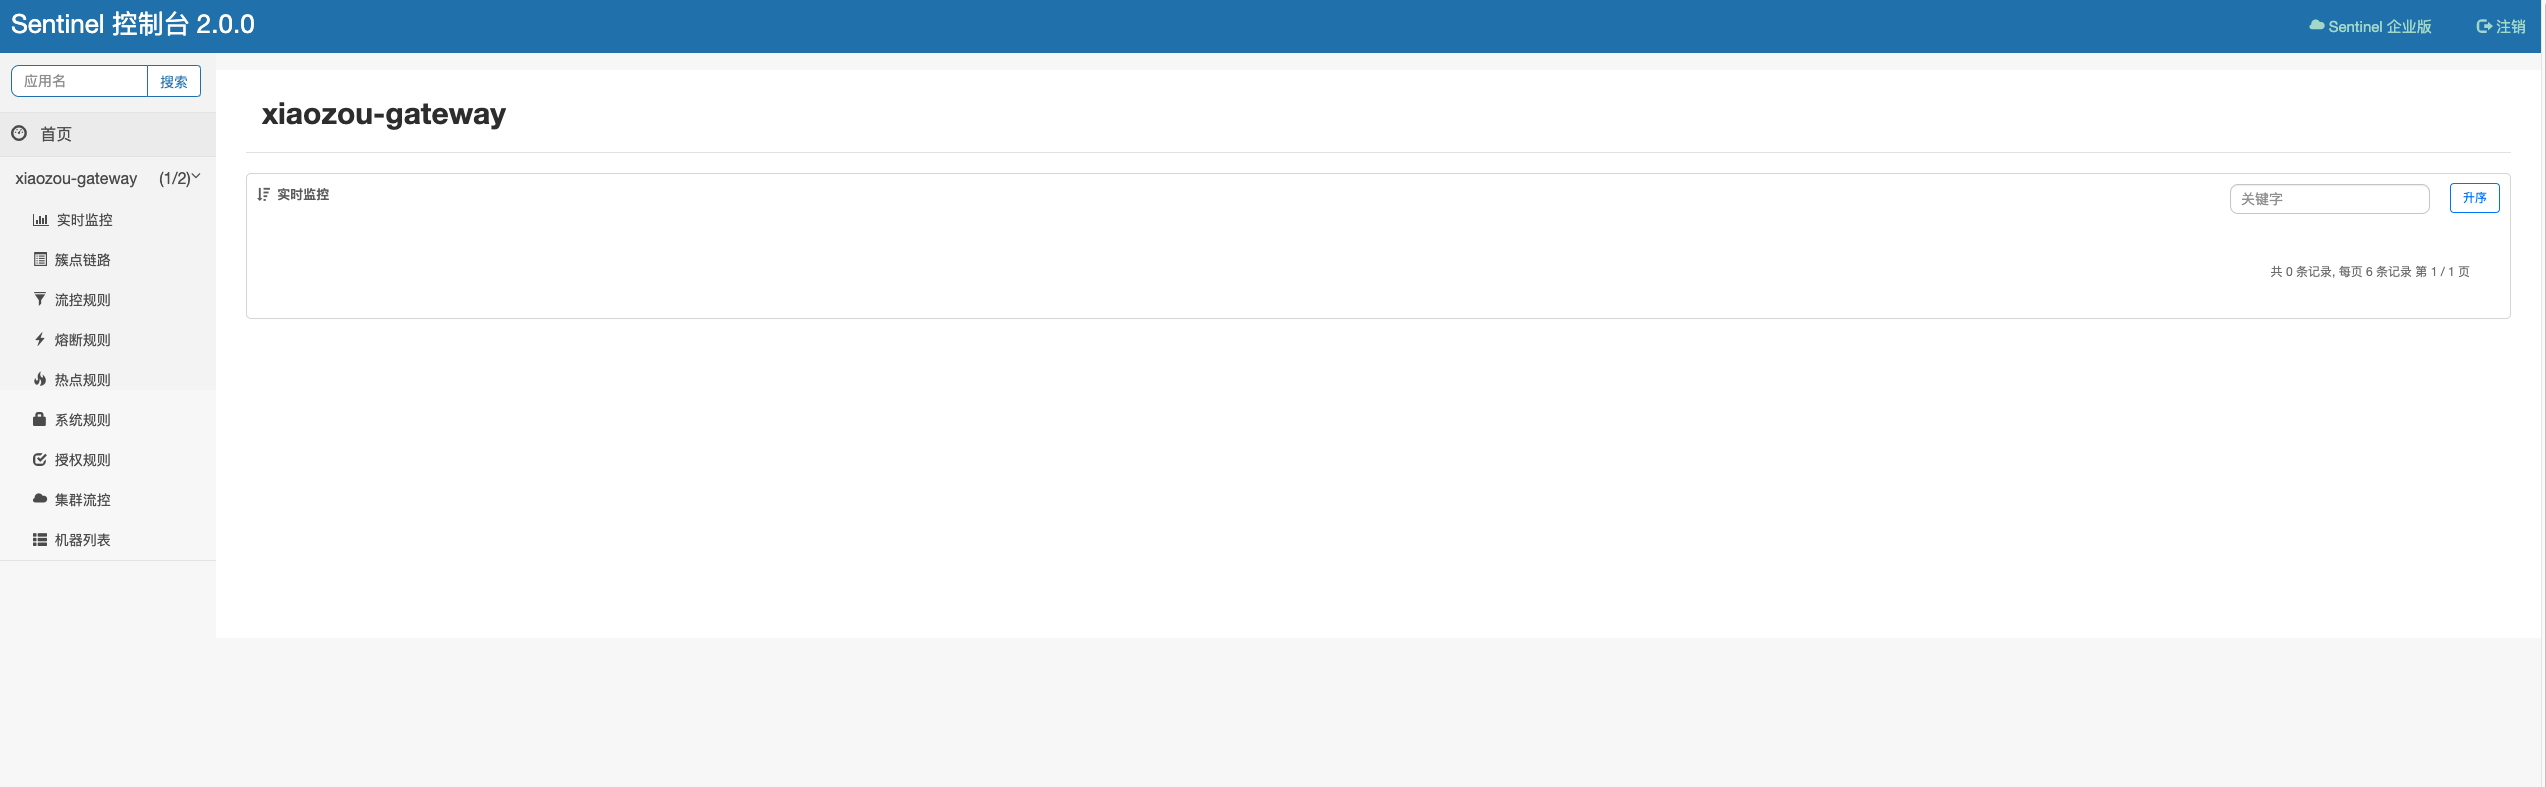 Sentinel 控制台 2.0.0
Sentinel 企业版
注销
应用名
搜索
首页
xiaozou-gateway (1/2)
实时监控
簇点链路
流控规则
熔断规则
热点规则
系统规则
授权规则
集群流控
机器列表
xiaozou-gateway
实时监控
关键字
升序
共 0 条记录, 每页 6 条记录 第 1 / 1 页